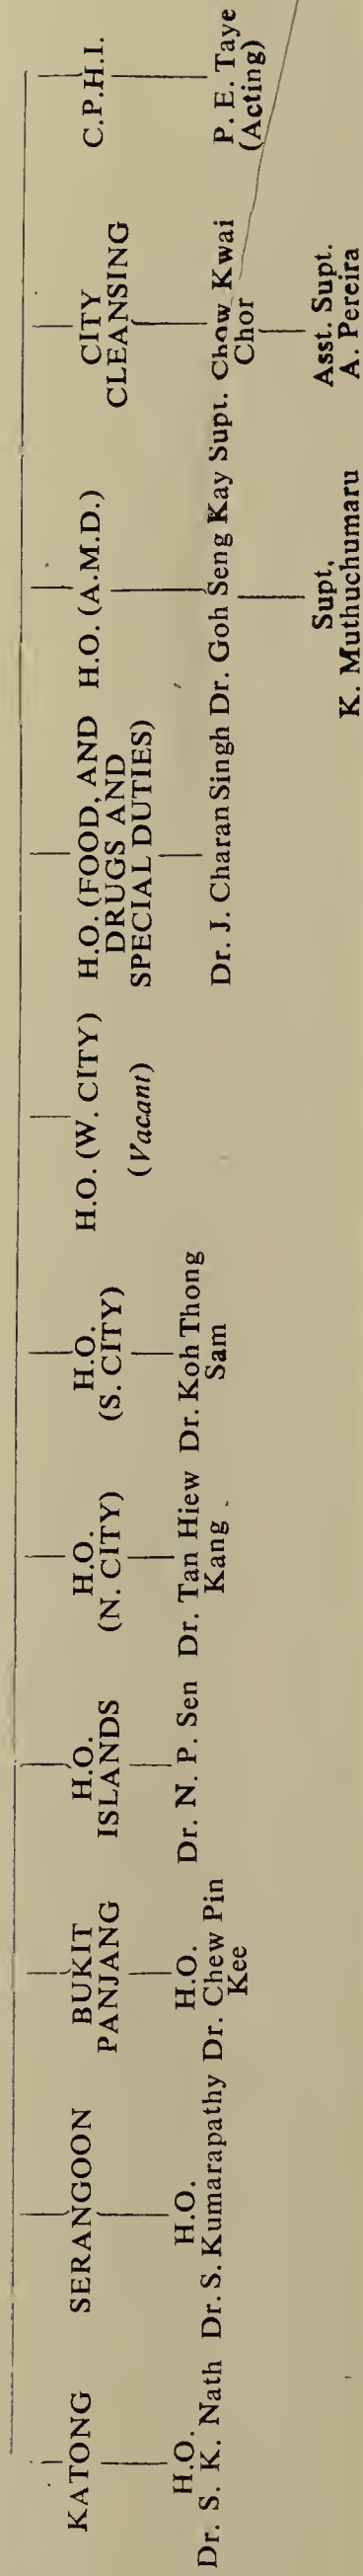 KATONG
H.O.
Dr. S. K. Nath
SERANGOON
H.O.
Dr. S. Kumarapathy
BUKIT
PANJANG
H.O.
Dr. Chew Pin
Kee
H.O.
ISLANDS
Dr. N. P. Sen
H.O.
(N. CITY)
Dr. Tan Hiew
Kang
H.O.
(S. CITY)
Dr. Koh Thong
Sam
H.O. (W. CITY)
(Vacant)
H.O. (FOOD, AND
DRUGS AND
SPECIAL DUTIES)
Dr. J. Charan Singh
H.O. (A.M.D.)
Dr. Goh Seng Kay
Supt,
K. Muthuchumaru
CITY
CLEANSING
Supt. Chow Kwai
Chor
Asst. Supt.
A. Pereira
C.P.H.I.
P. E. Taye
(Acting)